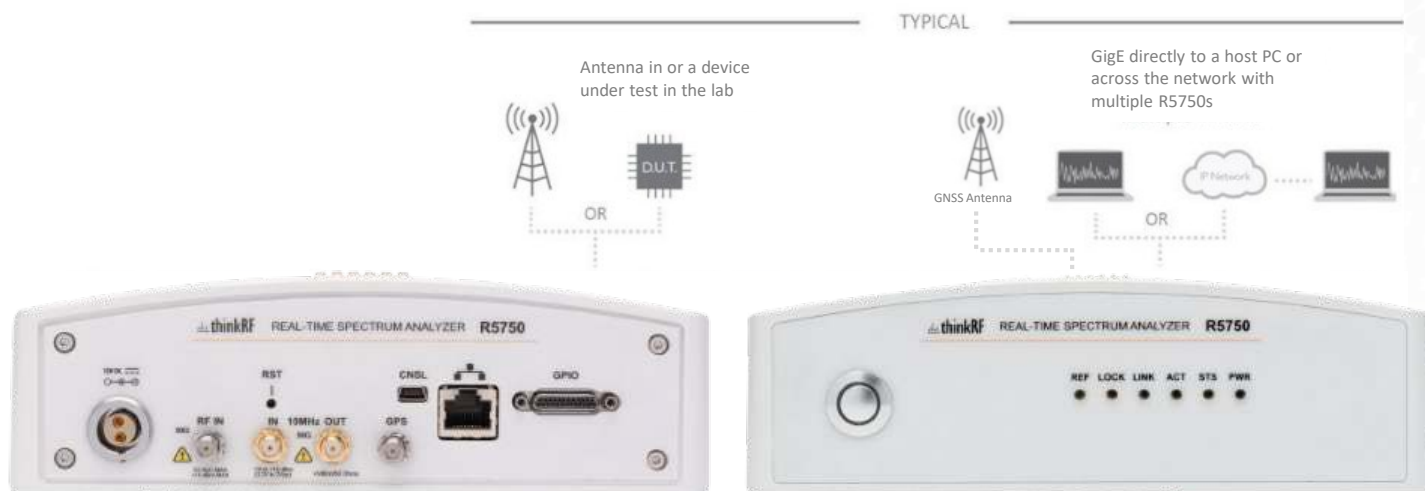 TYPICAL
Antenna in or a device
under test in the lab
GigE directly to a host PC or
across the network with
multiple R5750s
D.U.T.
IP Network
GNSS Antenna
OR
OR
thinkRF REAL-TIME SPECTRUM ANALYZER R5750
RST
CNSL
GPIO
RF IN
IN 10MHz OUT
GPS
50Ω
50Ω
thinkRF REAL-TIME SPECTRUM ANALYZER R5750
REF LOCK LINK ACT STS PWR